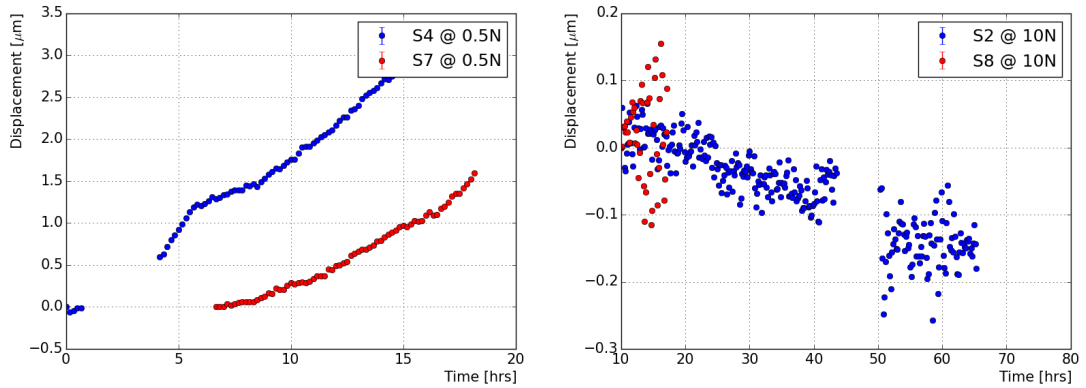 3.5
3.0
2.5
2.0
1.5
1.0
0.5
0.0
−0.5
Displacement [μm]
S4 @ 0.5N
S7 @ 0.5N
0 5 10 15 20
Time [hrs]
0.2
0.1
0.0
−0.1
−0.2
−0.3
Displacement [μm]
S2 @ 10N
S8 @ 10N
10 20 30 40 50 60 70 80
Time [hrs]